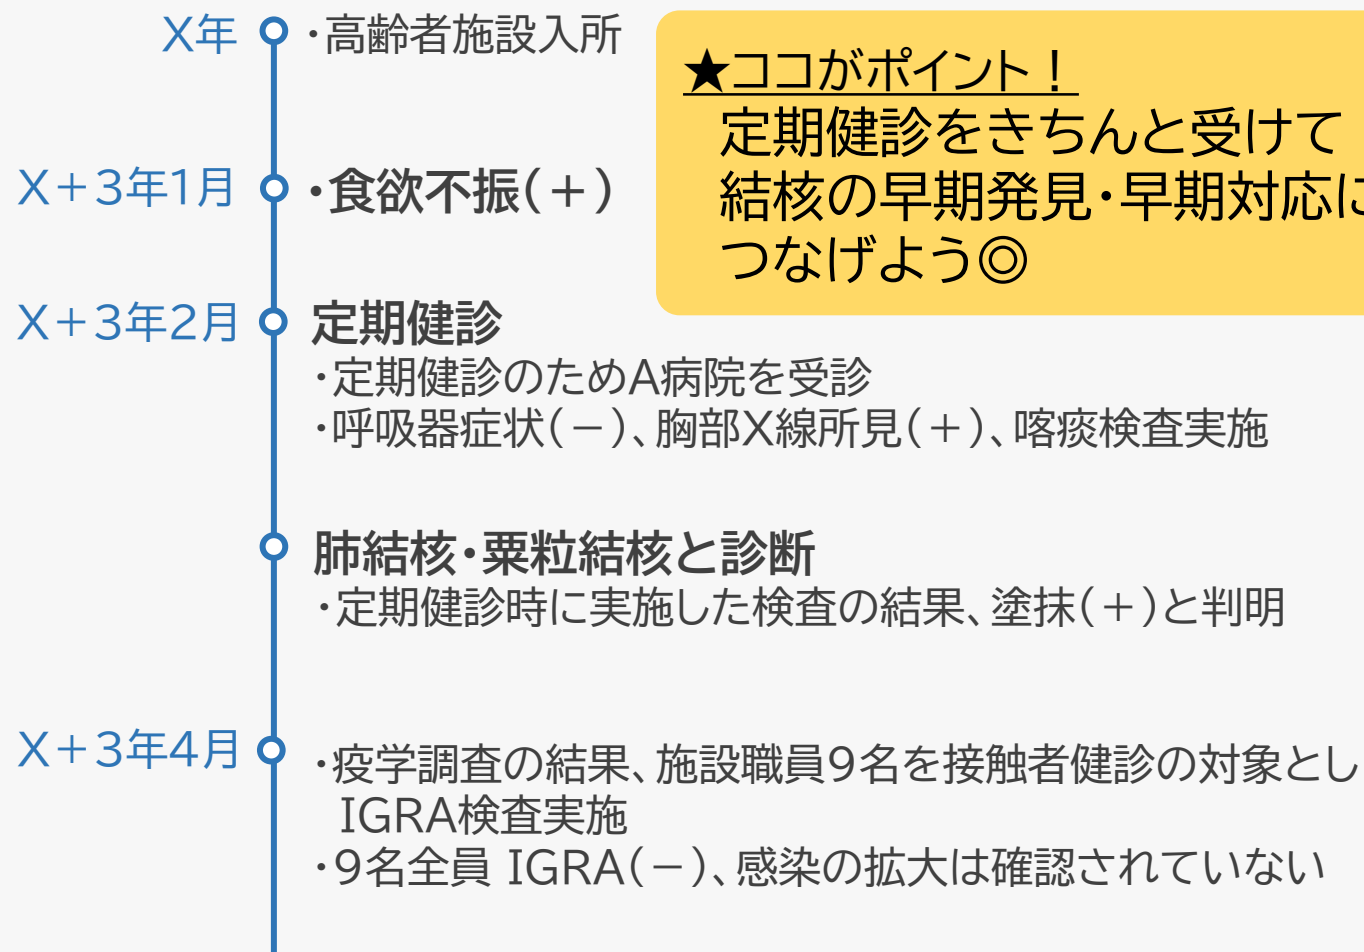 X年 ・高齢者施設入所
★ココがポイント！
定期健診をきちんと受けて
結核の早期発見・早期対応に
つなげよう◎
X＋3年1月 ・食欲不振（＋）
X＋3年2月 定期健診
・定期健診のためA病院を受診
・呼吸器症状（－）、胸部X線所見（＋）、喀痰検査実施
肺結核・粟粒結核と診断
・定期健診時に実施した検査の結果、塗抹（＋）と判明
X＋3年4月 ・疫学調査の結果、施設職員9名を接触者健診の対象とし
IGRA検査実施
・9名全員 IGRA（－）、感染の拡大は確認されていない